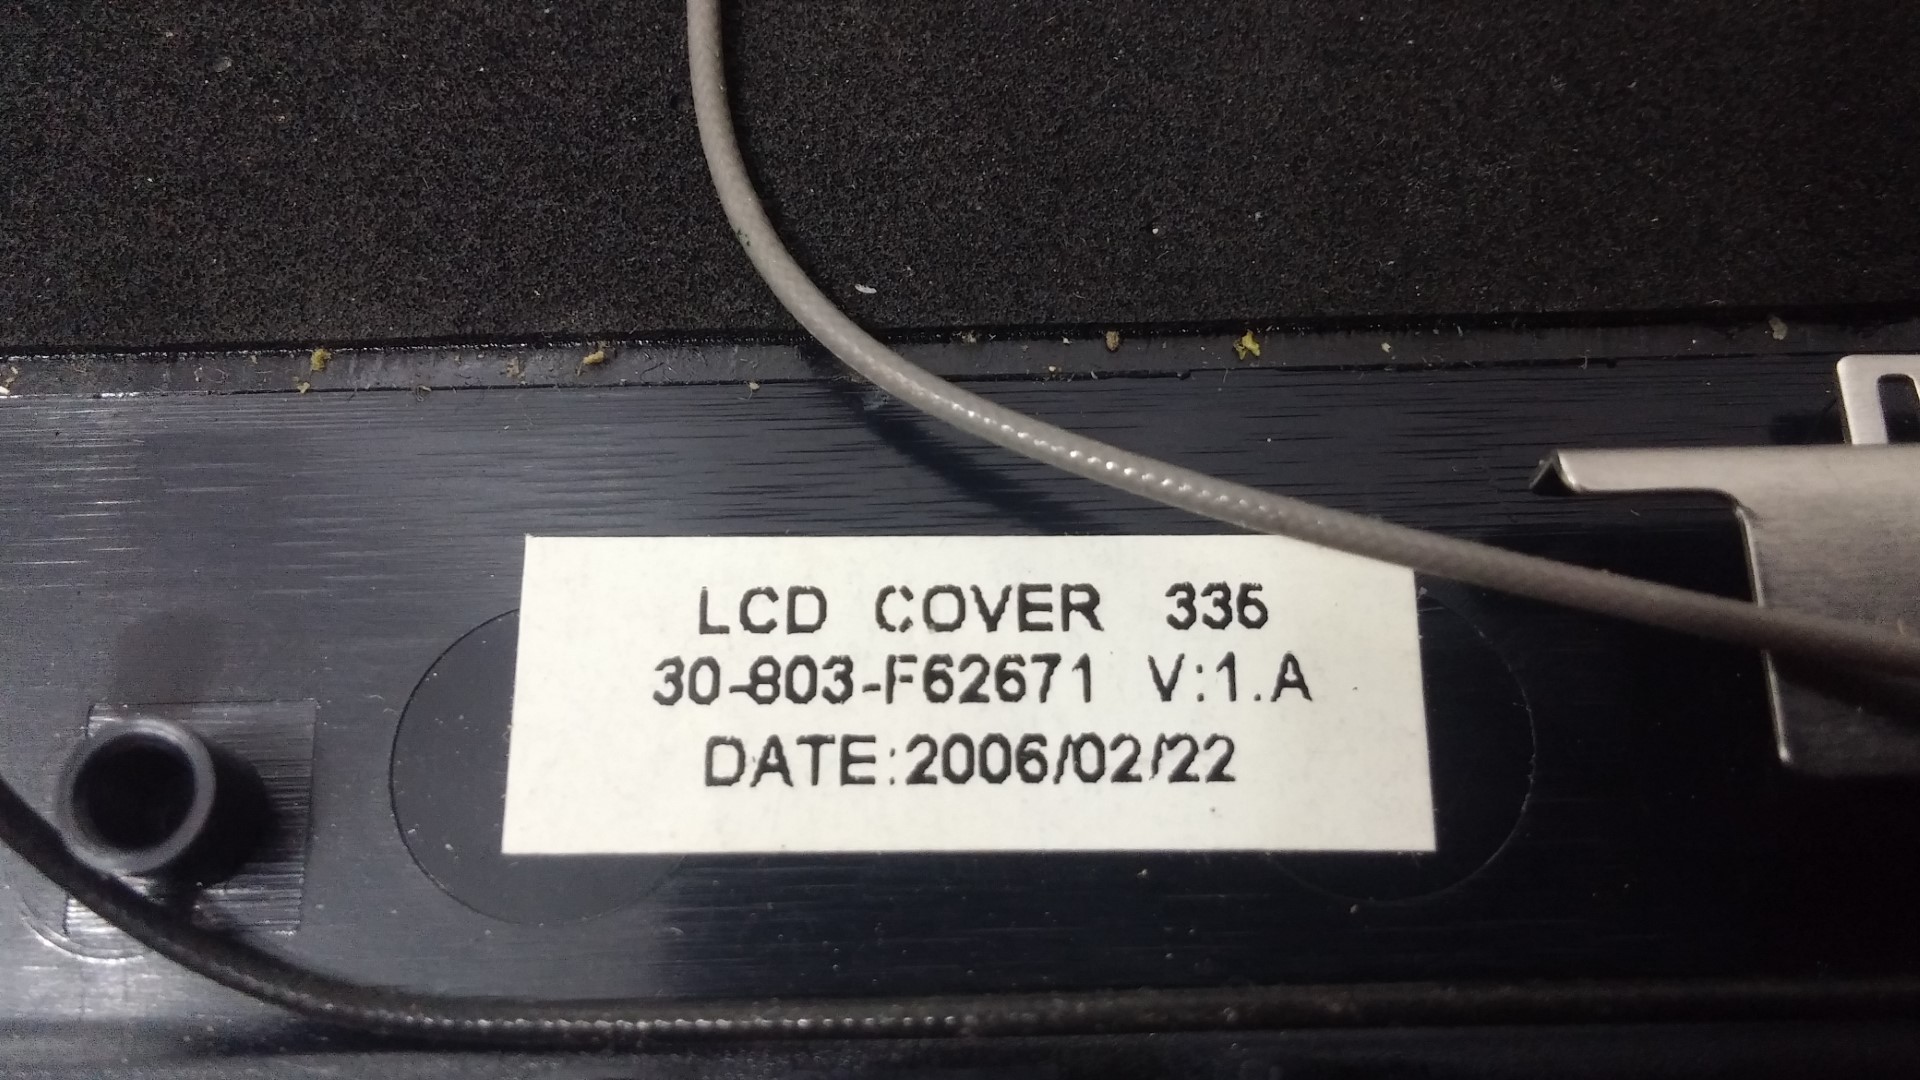 LCD COVER 335
30-803-F62671 V:1.A
DATE:2006/02/22